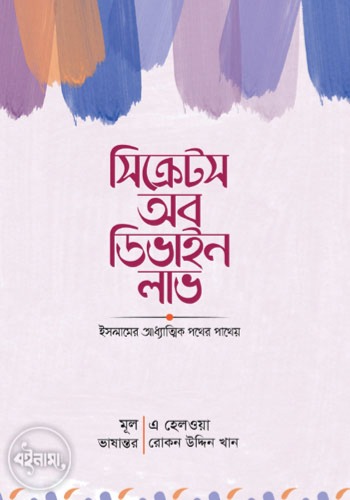 সিক্রেটস
অব
ডিভাইন
লাভ
ইসলামের আধ্যাত্মিক পথের পাথেয়
মূল | এ হেলওয়া
ভাষান্তর | রোকন উদ্দিন খান
বইনামা